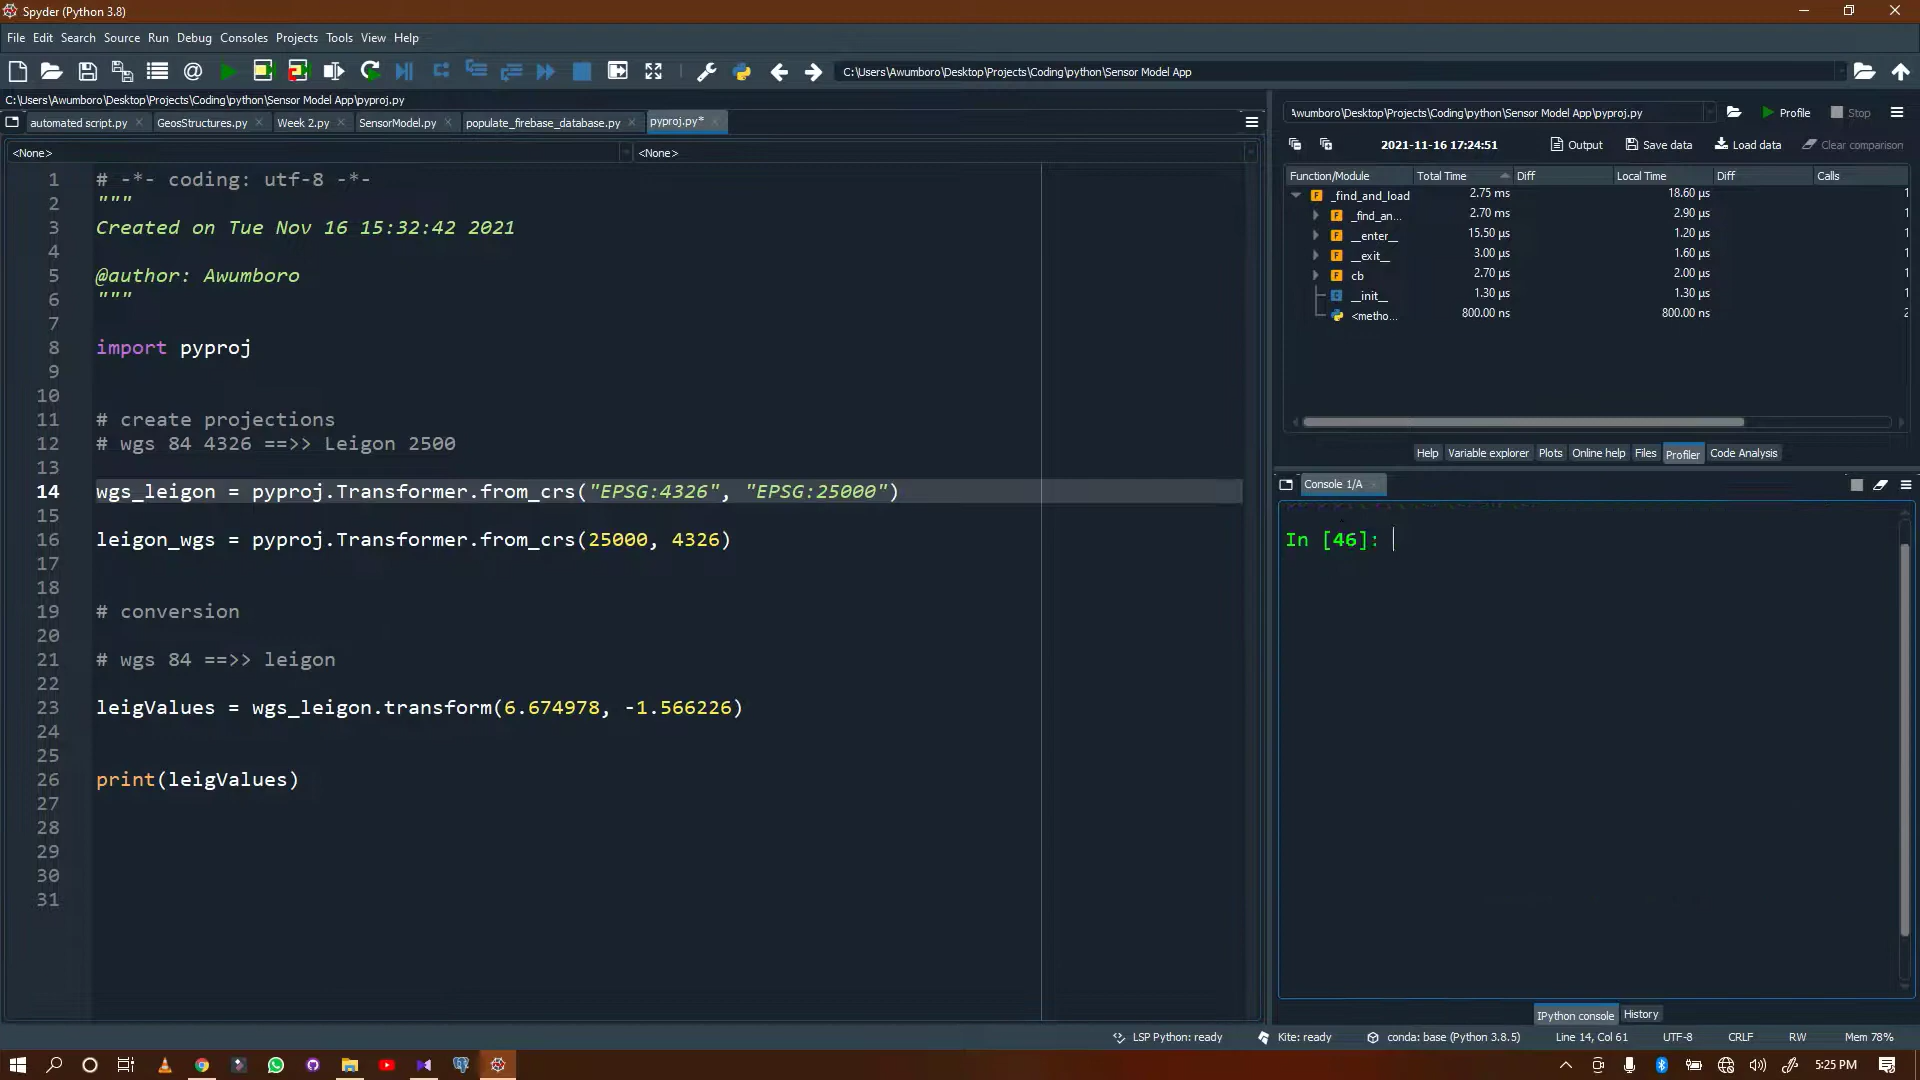 Spyder (Python 3.8)
File Edit Search Source Run Debug Consoles Projects Tools View Help
C:\Users\Awumboro\Desktop\Projects\Coding\python\Sensor Model App
C:\Users\Awumboro\Desktop\Projects\Coding\python\Sensor Model App\pyproj.py
automated script.py GeosStructures.py Week 2.py SensorModel.py populate_firebase_database.py pyproj.py*
<None> <None>
1 # -*- coding: utf-8 -*-
2 """
3 Created on Tue Nov 16 15:32:42 2021
4
5 @author: Awumboro
6 """
7
8 import pyproj
9
10
11 # create projections
12 # wgs 84 4326 ==>> Leigon 2500
13
14 wgs_leigon = pyproj.Transformer.from_crs("EPSG:4326", "EPSG:25000")
15
16 leigon_wgs = pyproj.Transformer.from_crs(25000, 4326)
17
18
19 # conversion
20
21 # wgs 84 ==>> leigon
22
23 leigValues = wgs_leigon.transform(6.674978, -1.566226)
24
25
26 print(leigValues)
27
28
29
30
31
Awumboro\Desktop\Projects\Coding\python\Sensor Model App\pyproj.py Profile Stop
2021-11-16 17:24:51 Output Save data Load data Clear comparison
Function/Module Total Time Diff Local Time Diff Calls
_find_and_load 2.75 ms 18.60 µs 1
_find_an... 2.70 ms 2.90 µs 1
__enter__ 15.50 µs 1.20 µs 1
__exit__ 3.00 µs 1.60 µs 1
cb 2.70 µs 2.00 µs 1
__init__ 1.30 µs 1.30 µs 1
<metho... 800.00 ns 800.00 ns 2
Help Variable explorer Plots Online help Files Profiler Code Analysis
Console 1/A
In [46]:
IPython console History
LSP Python: ready Kite: ready conda: base (Python 3.8.5) Line 14, Col 61 UTF-8 CRLF RW Mem 78%
5:25 PM